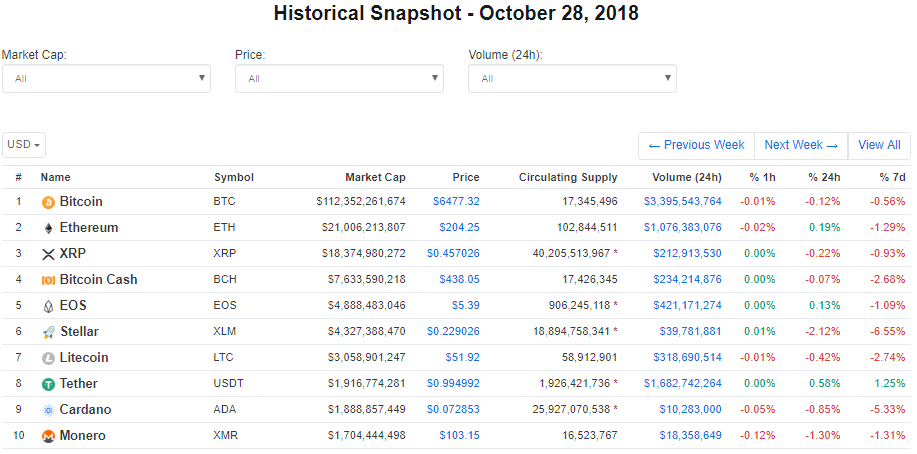 Historical Snapshot - October 28, 2018
Market Cap: Price: Volume (24h):
All All All
USD ← Previous Week Next Week → View All
# Name Symbol Market Cap Price Circulating Supply Volume (24h) % 1h % 24h % 7d
1 Bitcoin BTC $112,352,261,674 $6477.32 17,345,496 $3,395,543,764 -0.01% -0.12% -0.56%
2 Ethereum ETH $21,006,213,807 $204.25 102,844,511 $1,076,383,076 -0.02% 0.19% -1.29%
3 XRP XRP $18,374,980,272 $0.457026 40,205,513,967 * $212,913,530 0.00% -0.22% -0.93%
4 Bitcoin Cash BCH $7,633,590,218 $438.05 17,426,345 $234,214,876 0.00% -0.07% -2.68%
5 EOS EOS $4,888,483,046 $5.39 906,245,118 * $421,171,274 0.00% 0.13% -1.09%
6 Stellar XLM $4,327,388,470 $0.229026 18,894,758,341 * $39,781,881 0.01% -2.12% -6.55%
7 Litecoin LTC $3,058,901,247 $51.92 58,912,901 $318,690,514 -0.01% -0.42% -2.74%
8 Tether USDT $1,916,774,281 $0.994992 1,926,421,736 * $1,682,742,264 0.00% 0.58% 1.25%
9 Cardano ADA $1,888,857,449 $0.072853 25,927,070,538 * $10,283,000 -0.05% -0.85% -5.33%
10 Monero XMR $1,704,444,498 $103.15 16,523,767 $18,358,649 -0.12% -1.30% -1.31%